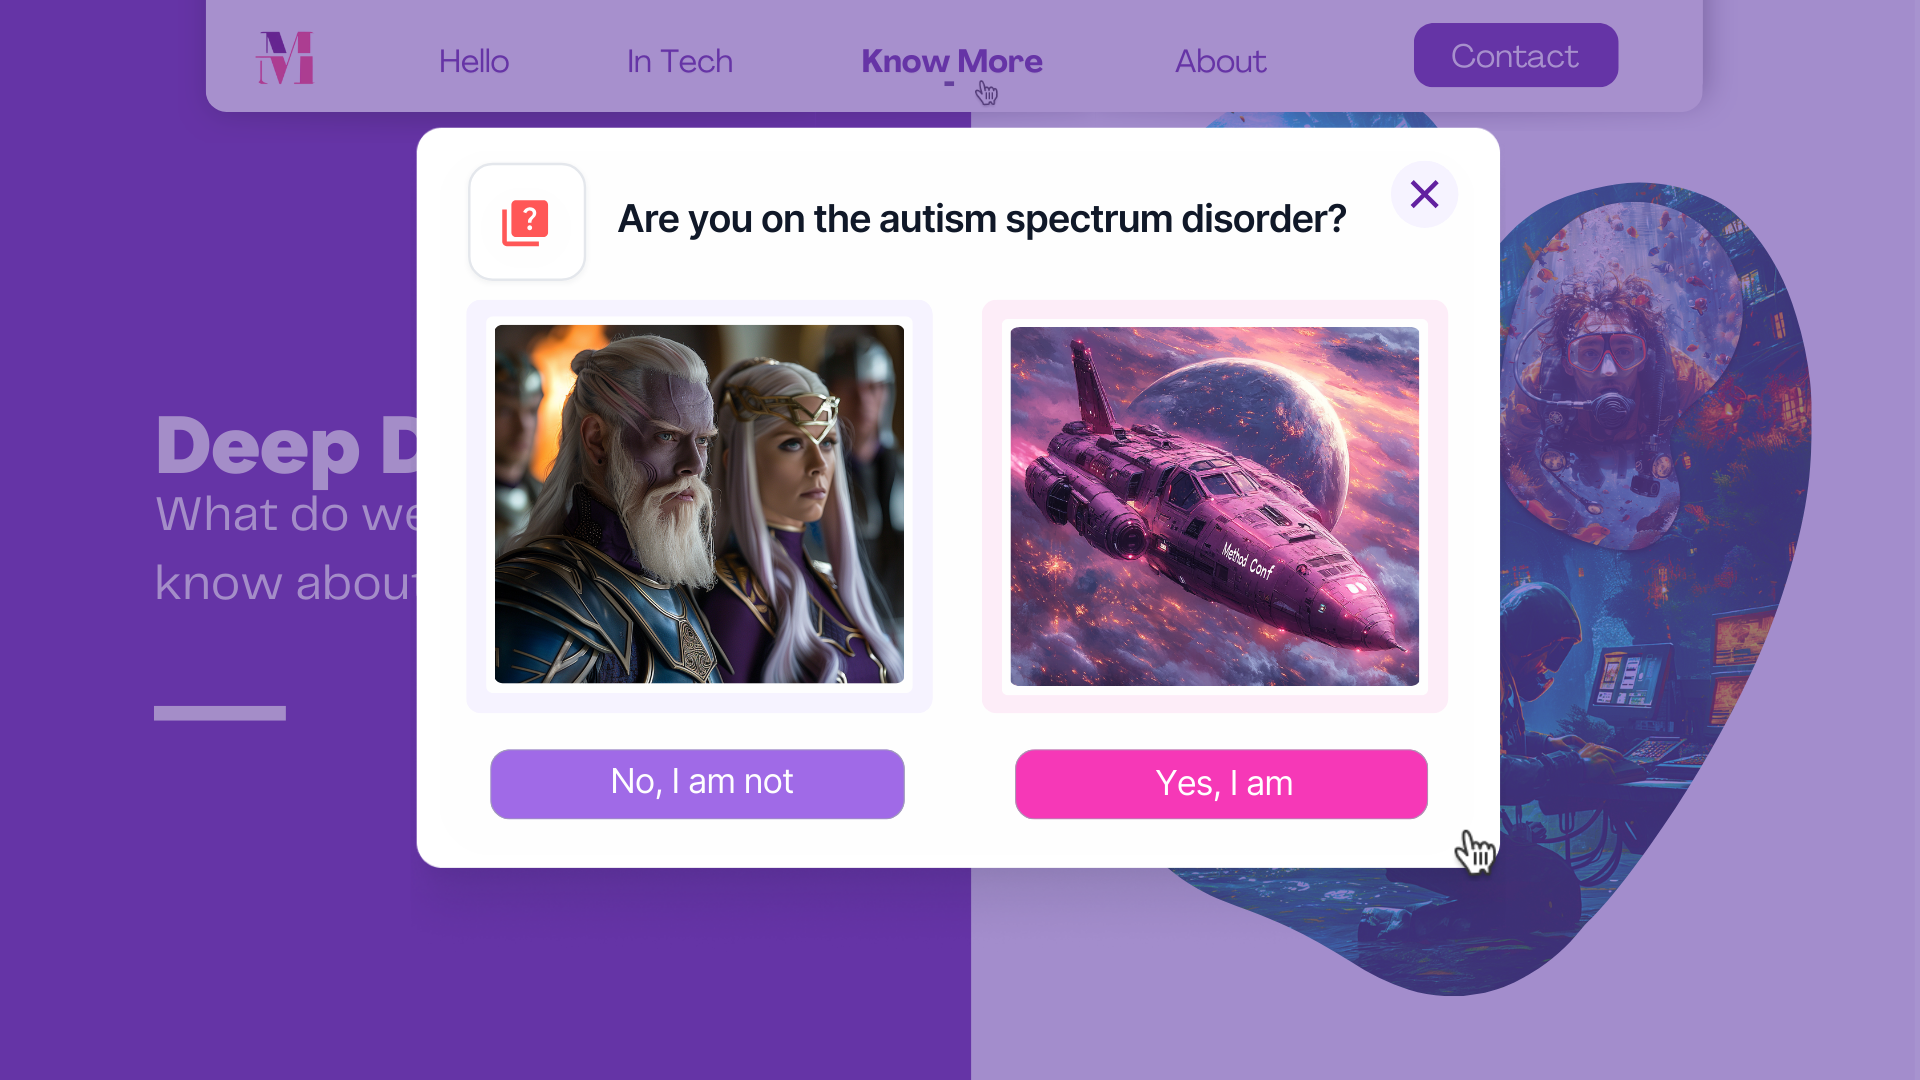 M
Hello
In Tech
Know More
About
Contact
Are you on the autism spectrum disorder?
?
Deep D
What do we
know about
Method Conf
No, I am not
Yes, I am